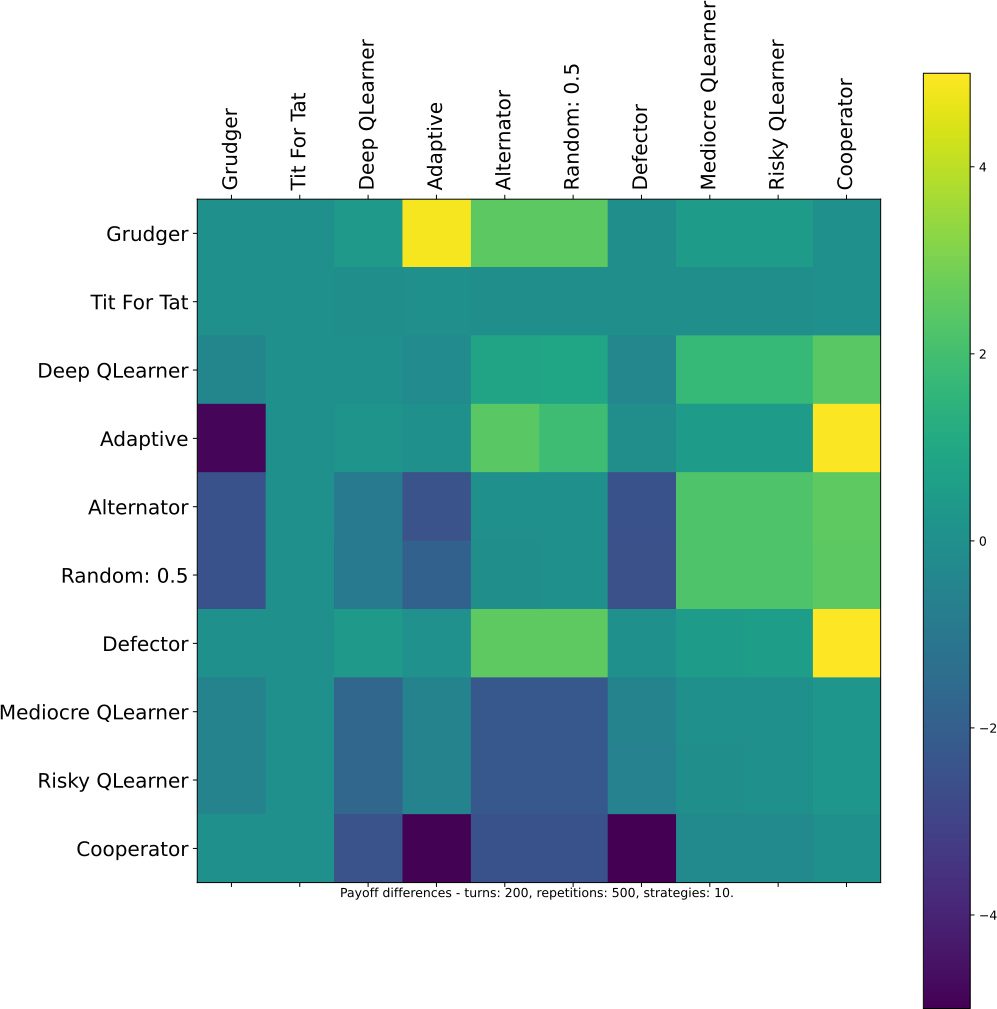 Grudger
Tit For Tat
Deep QLearner
Adaptive
Alternator
Random: 0.5
Defector
Mediocre QLearner
Risky QLearner
Cooperator
Grudger
Tit For Tat
Deep QLearner
Adaptive
Alternator
Random: 0.5
Defector
Mediocre QLearner
Risky QLearner
Cooperator
Payoff differences - turns: 200, repetitions: 500, strategies: 10.
4
2
0
−2
−4